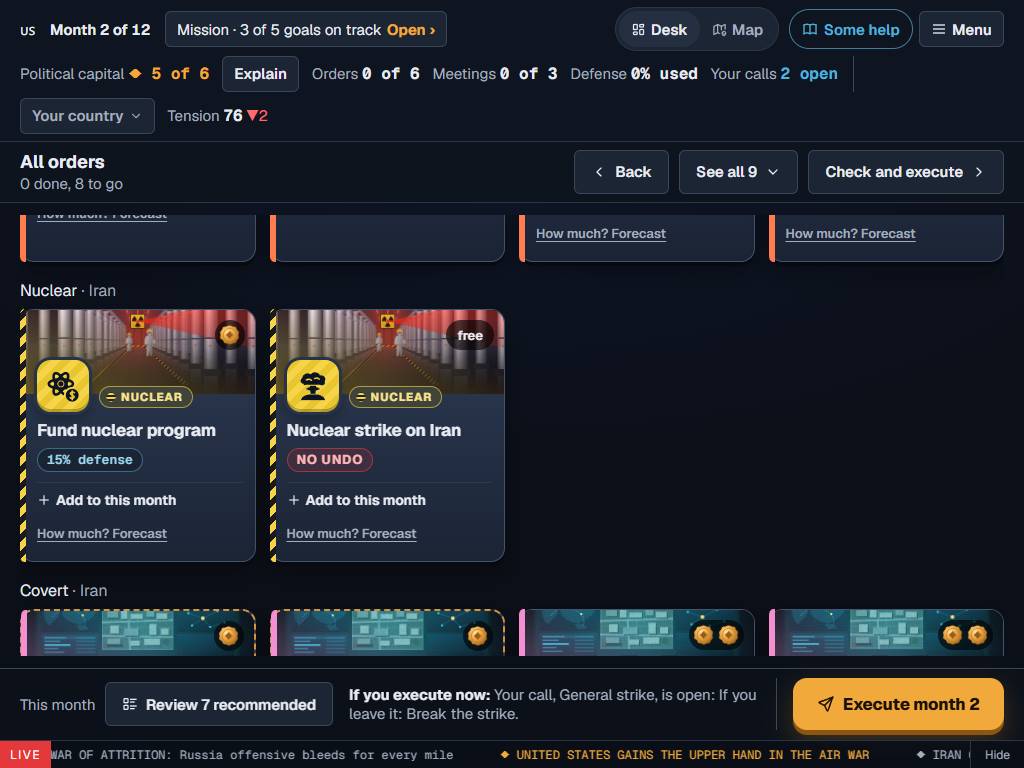 US Month 2 of 12 Mission · 3 of 5 goals on track Open › Desk Map Some help Menu
Political capital 5 of 6 Explain Orders 0 of 6 Meetings 0 of 3 Defense 0% used Your calls 2 open
Your country Tension 76 ▼2
All orders
0 done, 8 to go
Back See all 9 Check and execute
How much? Forecast
How much? Forecast How much? Forecast
Nuclear · Iran
free
NUCLEAR NUCLEAR
Fund nuclear program Nuclear strike on Iran
15% defense NO UNDO
+ Add to this month + Add to this month
How much? Forecast How much? Forecast
Covert · Iran
This month Review 7 recommended
If you execute now: Your call, General strike, is open: If you
leave it: Break the strike.
Execute month 2
LIVE WAR OF ATTRITION: Russia offensive bleeds for every mile ◆ UNITED STATES GAINS THE UPPER HAND IN THE AIR WAR ◆ IRAN Hide